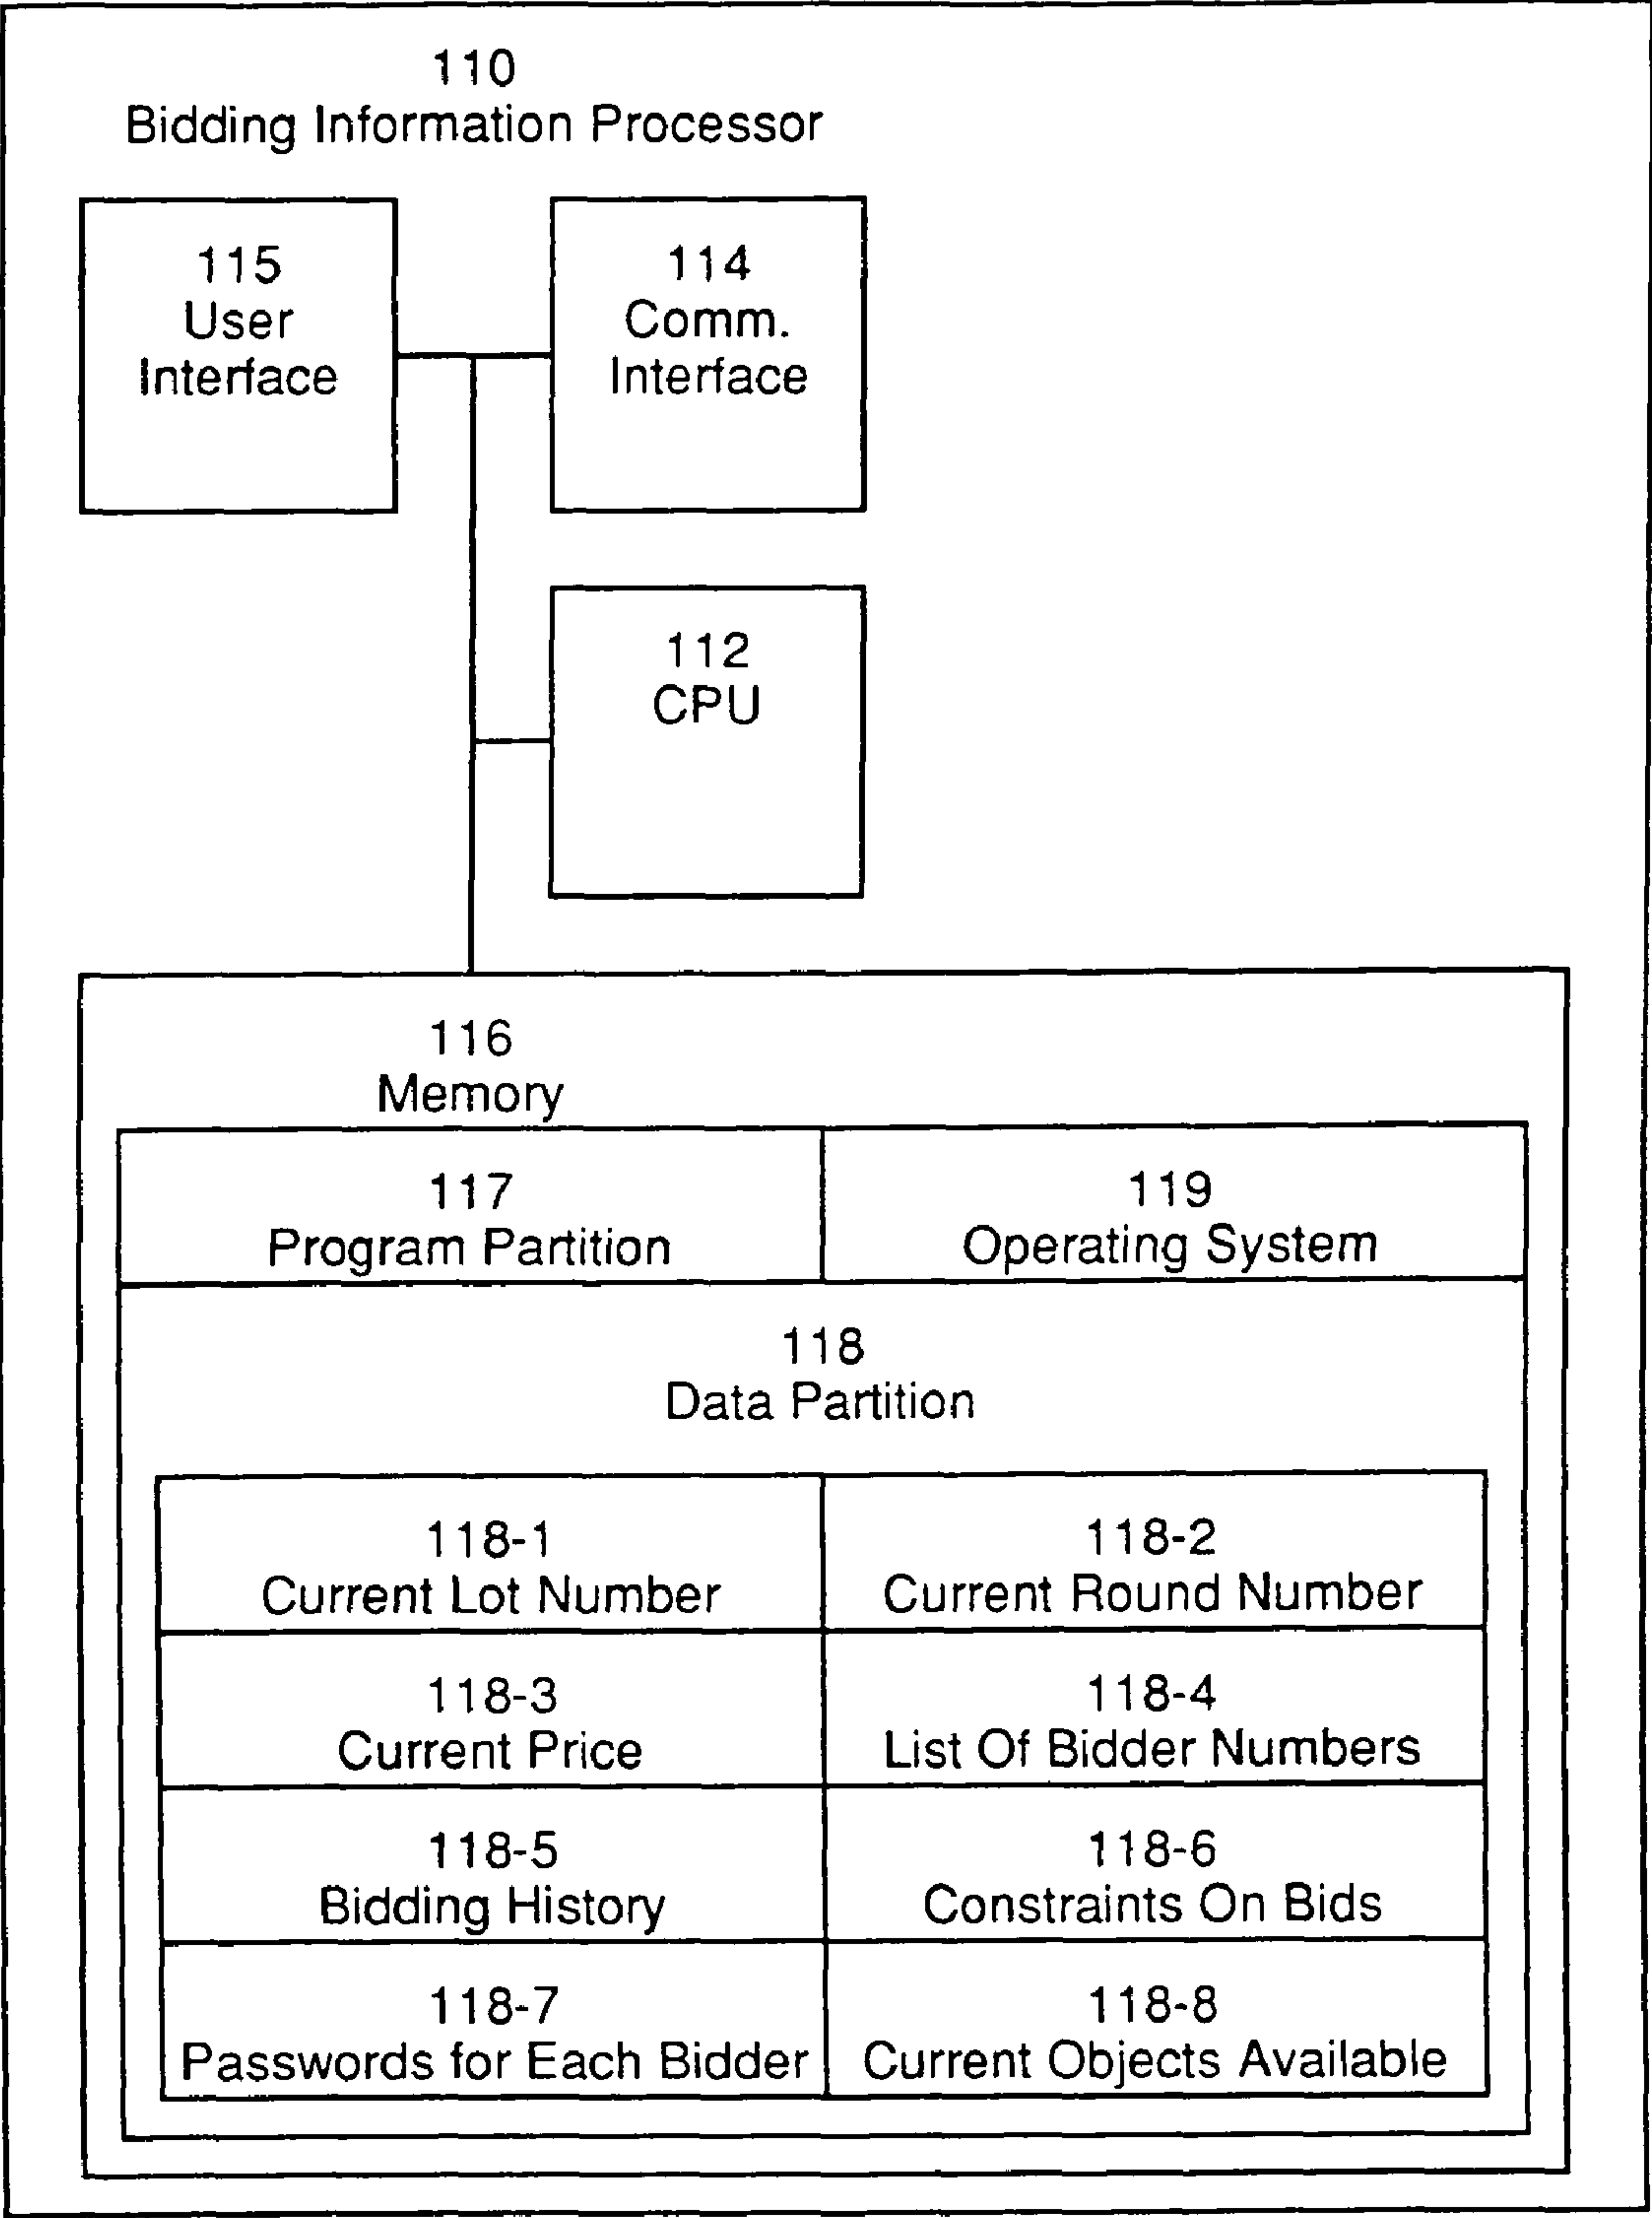 110
Bidding Information Processor
115
User
Interface
114
Comm.
Interface
112
CPU
116
Memory
117
Program Partition
119
Operating System
118
Data Partition
118-1
Current Lot Number
118-2
Current Round Number
118-3
Current Price
118-4
List Of Bidder Numbers
118-5
Bidding History
118-6
Constraints On Bids
118-7
Passwords for Each Bidder
118-8
Current Objects Available